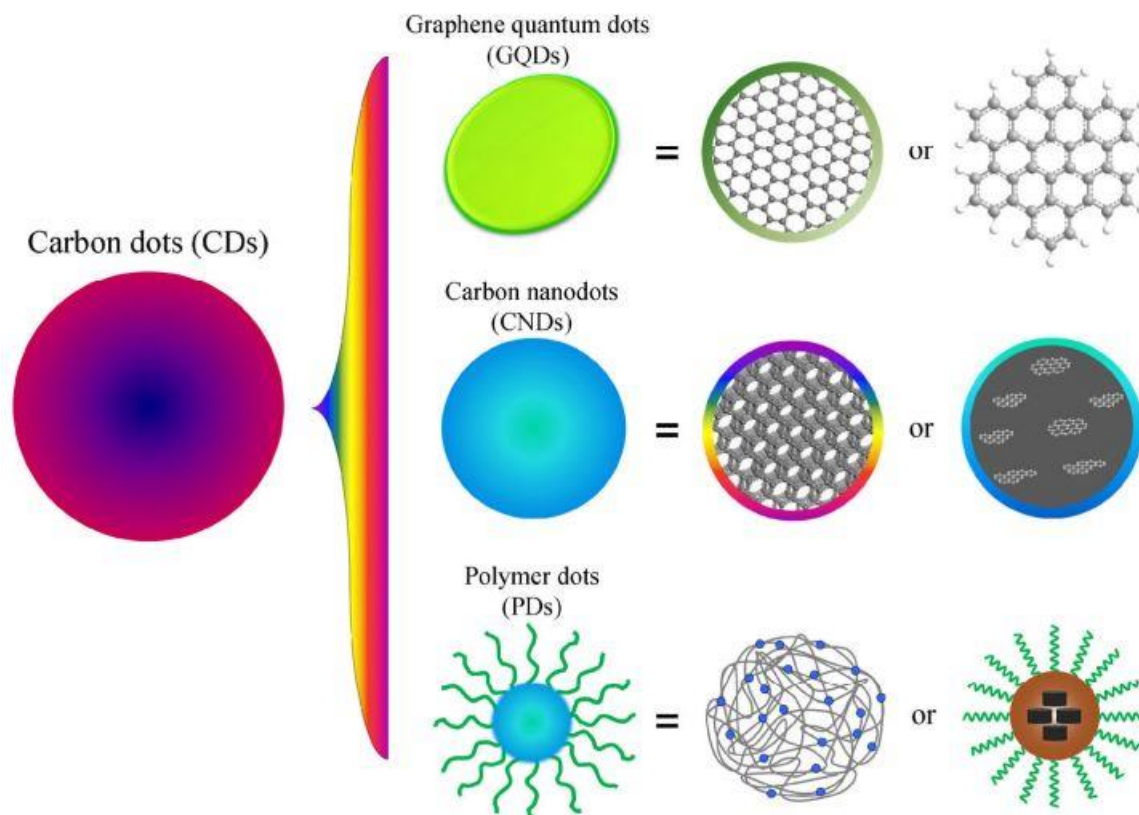 Graphene quantum dots
(GQDs)
=
or
Carbon dots (CDs)
Carbon nanodots
(CNDs)
=
or
Polymer dots
(PDs)
=
or